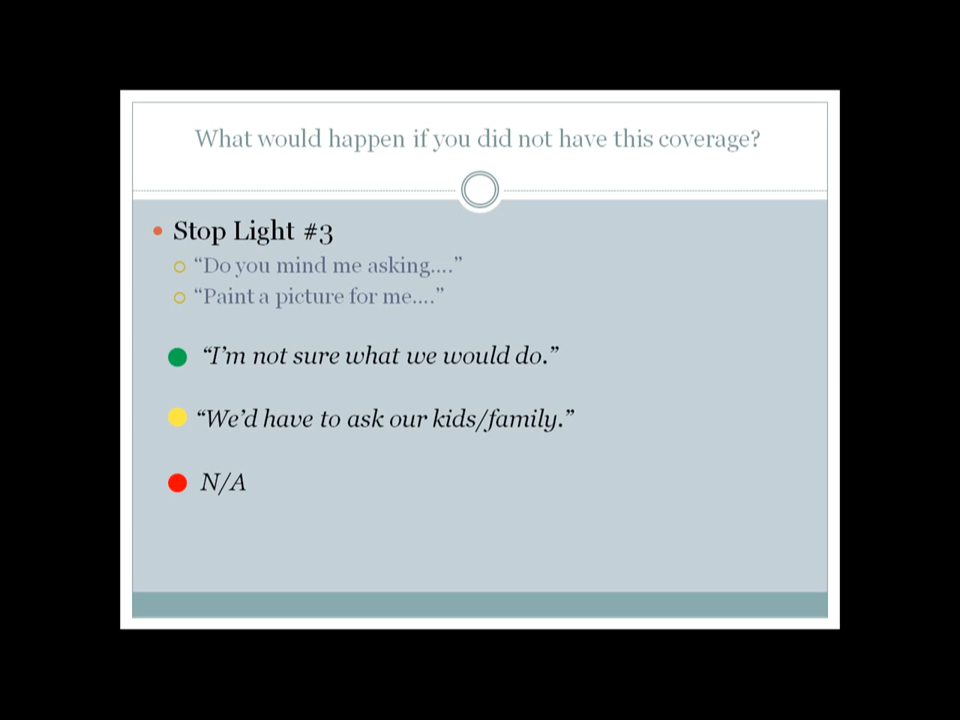 What would happen if you did not have this coverage?
Stop Light #3
“Do you mind me asking....”
“Paint a picture for me....”
“I’m not sure what we would do.”
“We’d have to ask our kids/family.”
N/A